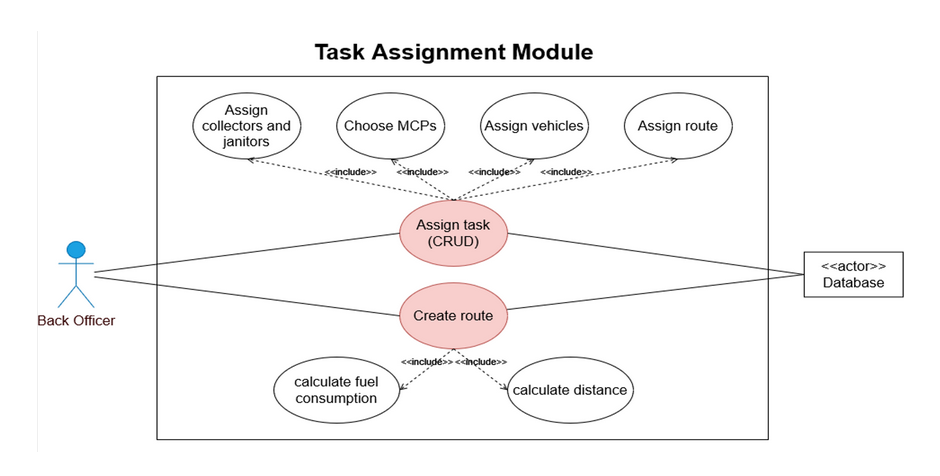 Task Assignment Module
Assign
collectors and
janitors
Choose MCPs
Assign vehicles
Assign route
<<include>>
<<include>>
<<include>>
<<include>>
Assign task
(CRUD)
<<actor>>
Database
Back Officer
Create route
<<include>>
<<include>>
calculate fuel
consumption
calculate distance